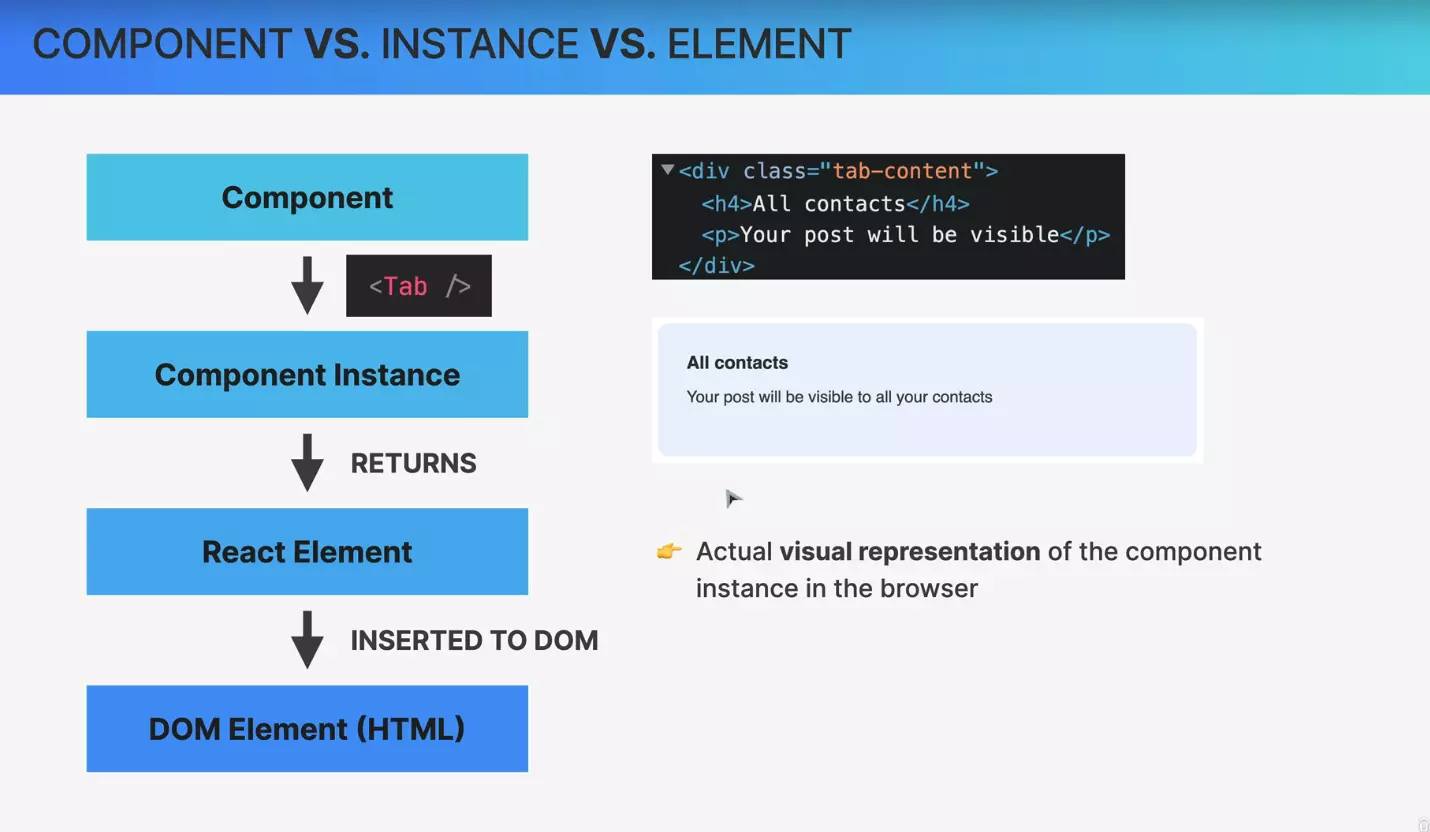 COMPONENT VS. INSTANCE VS. ELEMENT
Component
<Tab />
Component Instance
RETURNS
React Element
INSERTED TO DOM
DOM Element (HTML)
<div class="tab-content">
<h4>All contacts</h4>
<p>Your post will be visible</p>
</div>
All contacts
Your post will be visible to all your contacts
Actual visual representation of the component
instance in the browser